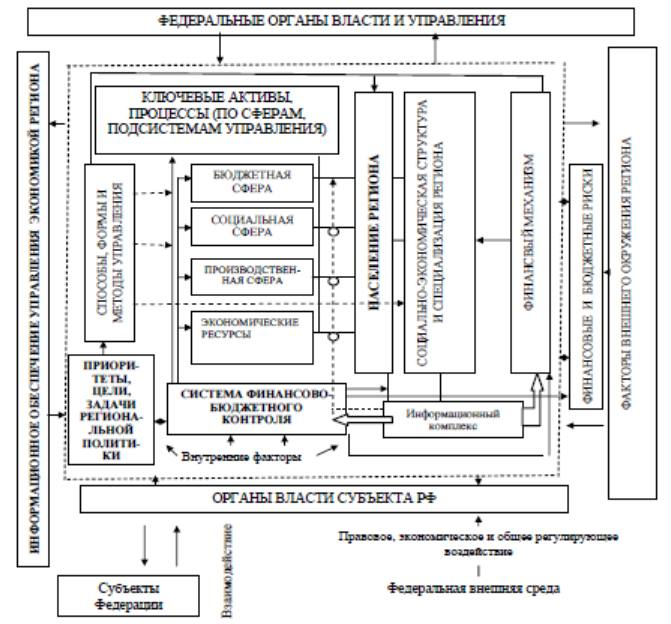 ФЕДЕРАЛЬНЫЕ ОРГАНЫ ВЛАСТИ И УПРАВЛЕНИЯ
ИНФОРМАЦИОННОЕ ОБЕСПЕЧЕНИЕ УПРАВЛЕНИЯ ЭКОНОМИКОЙ РЕГИОНА
КЛЮЧЕВЫЕ АКТИВЫ,
ПРОЦЕССЫ (ПО СФЕРАМ,
ПОДСИСТЕМАМ УПРАВЛЕНИЯ)
СПОСОБЫ, ФОРМЫ И
МЕТОДЫ УПРАВЛЕНИЯ
БЮДЖЕТНАЯ
СФЕРА
СОЦИАЛЬНАЯ
СФЕРА
ПРОИЗВОДСТВЕН-
НАЯ СФЕРА
ЭКОНОМИЧЕСКИЕ
РЕСУРСЫ
НАСЕЛЕНИЕ РЕГИОНА
СОЦИАЛЬНО-ЭКОНОМИЧЕСКАЯ СТРУКТУРА
И СПЕЦИАЛИЗАЦИЯ РЕГИОНА
ФИНАНСВЫЙ МЕХАНИЗМ
ФИНАНСОВЫЕ И БЮДЖЕТНЫЕ РИСКИ
ФАКТОРЫ ВНЕШНЕГО ОКРУЖЕНИЯ РЕГИОНА
ПРИОРИ-
ТЕТЫ,
ЦЕЛИ,
ЗАДАЧИ
РЕГИОНА-
ЛЬНОЙ
ПОЛИТИ-
КИ
СИСТЕМА ФИНАНСОВО-
БЮДЖЕТНОГО
КОНТРОЛЯ
Информационный
комплекс
Внутренние факторы
ОРГАНЫ ВЛАСТИ СУБЪЕКТА РФ
Взаимодействие
Правовое, экономическое и общее регулирующее
воздействие
Субъекты
Федерации
Федеральная внешняя среда